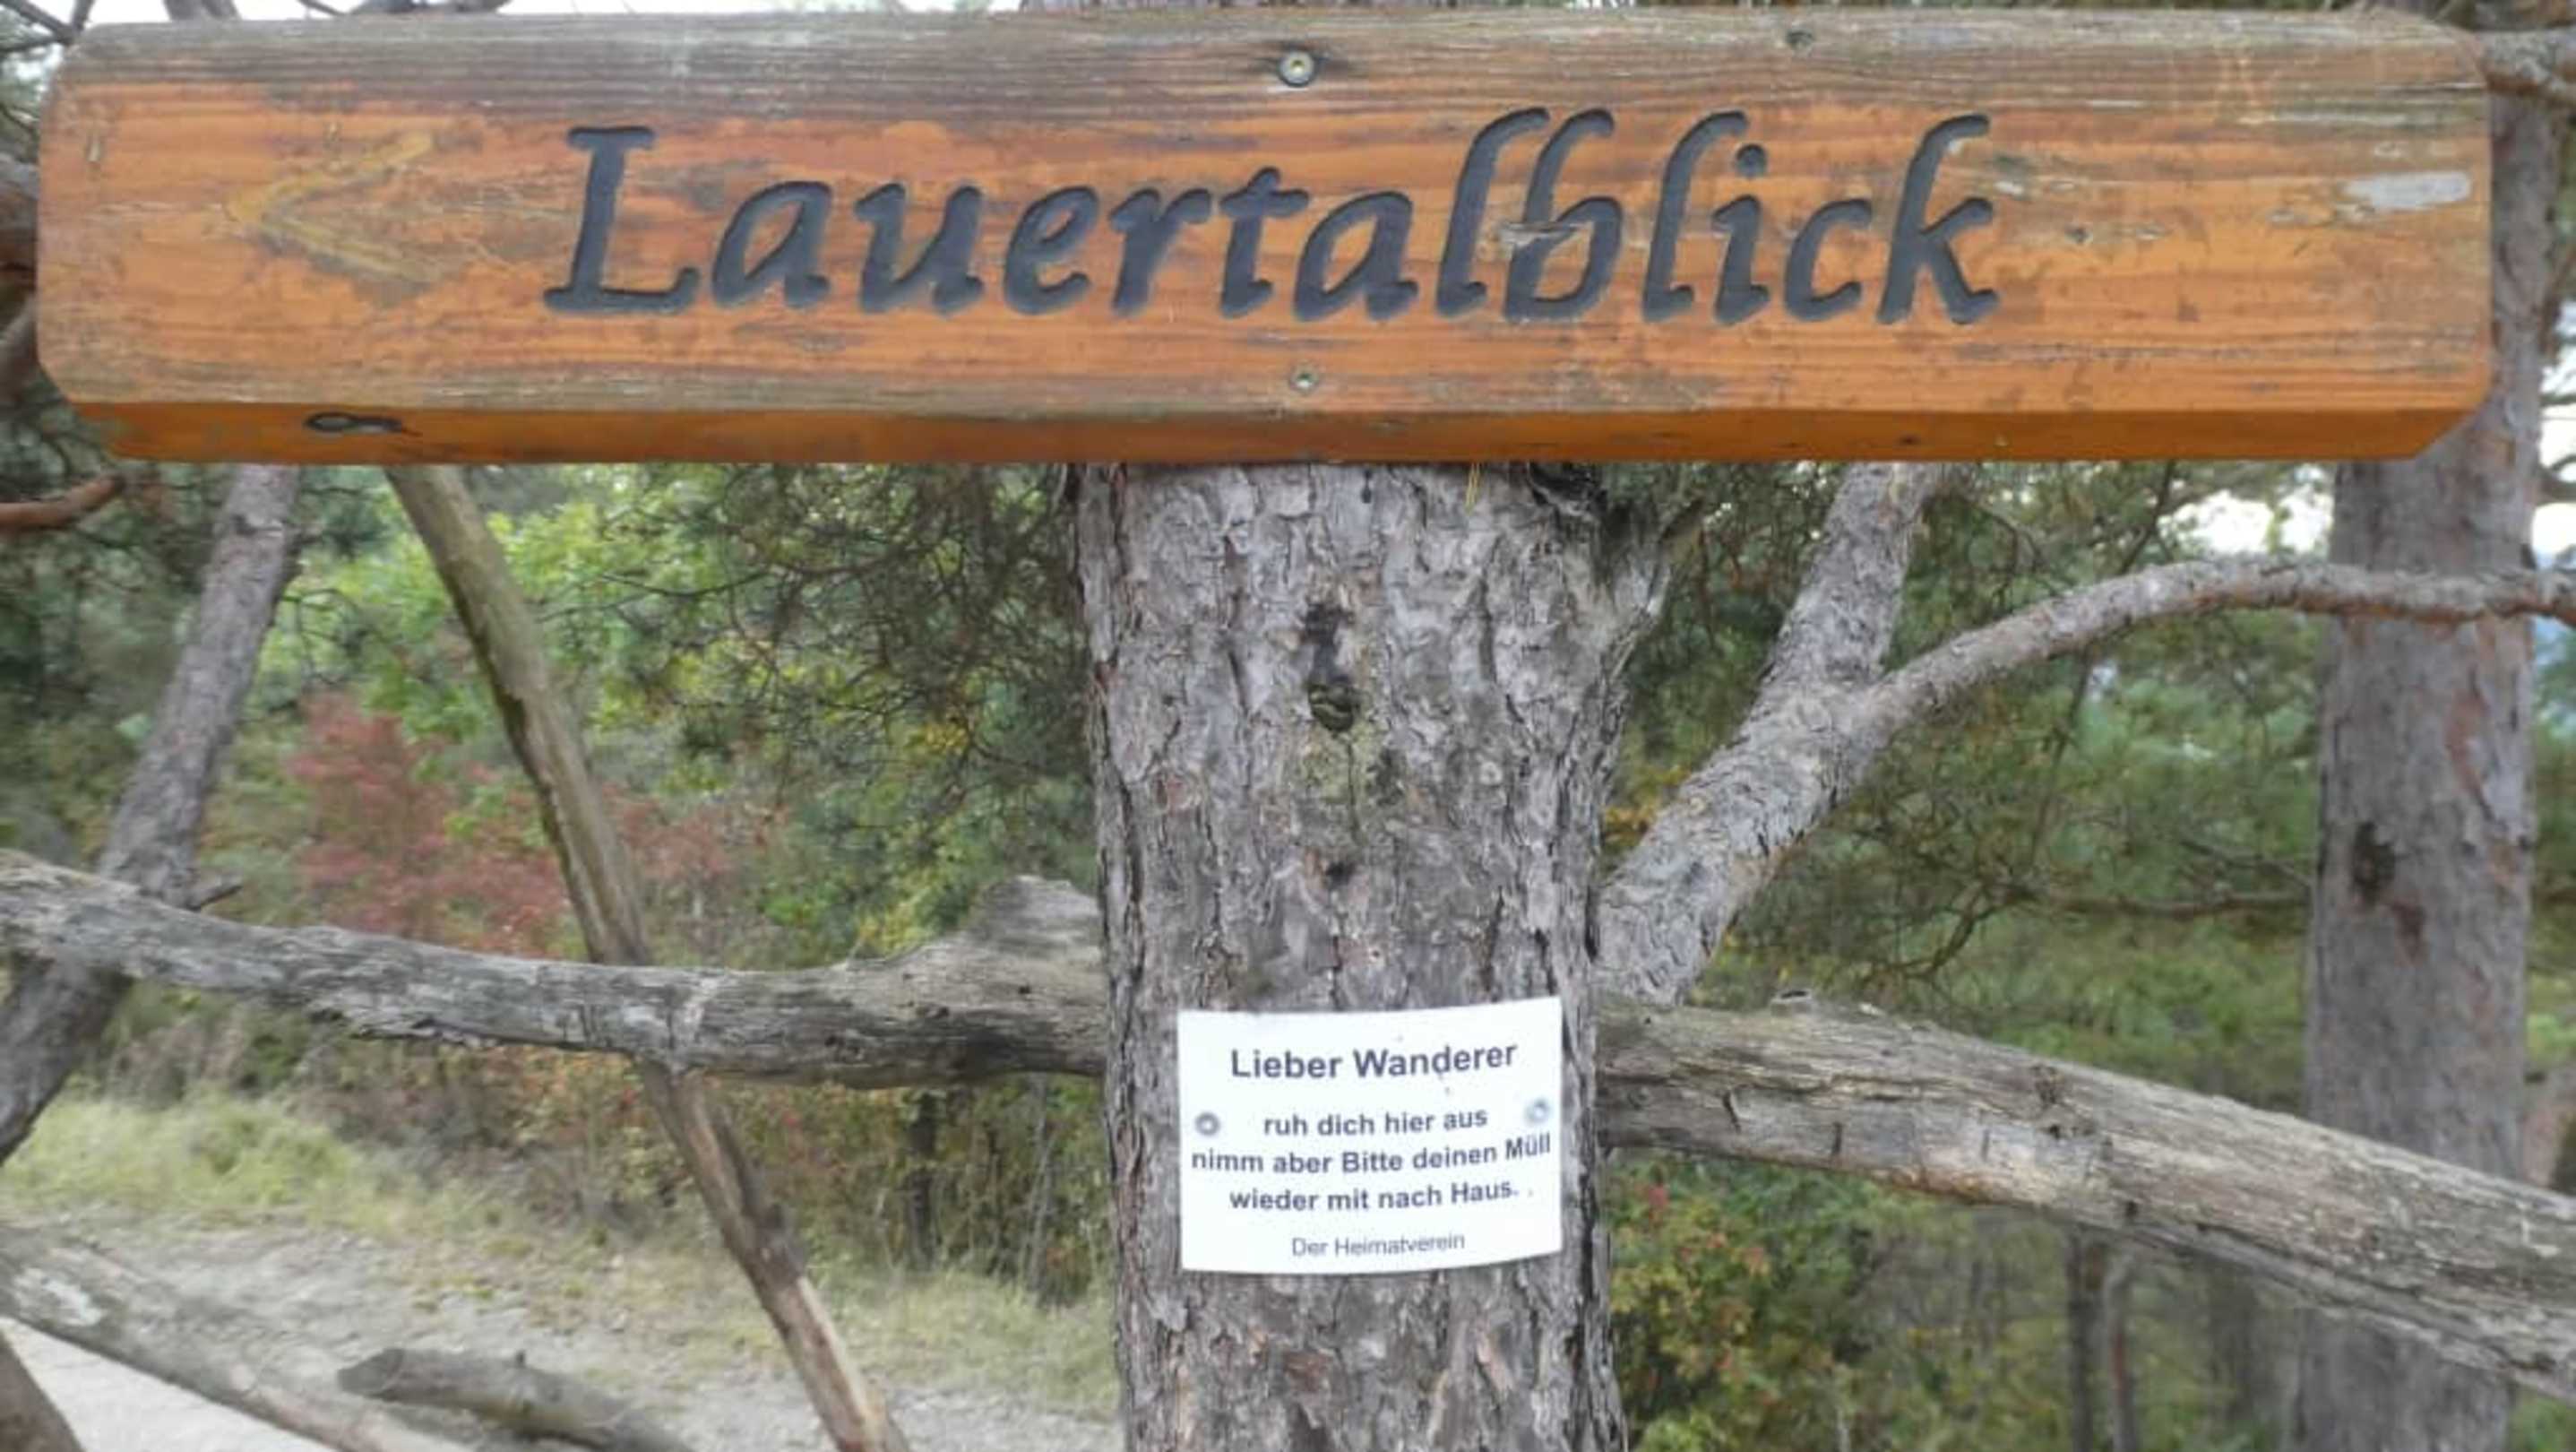 Lauertalblick
Lieber Wanderer
ruh dich hier aus
nimm aber Bitte deinen Müll
wieder mit nach Haus.
Der Heimatverein